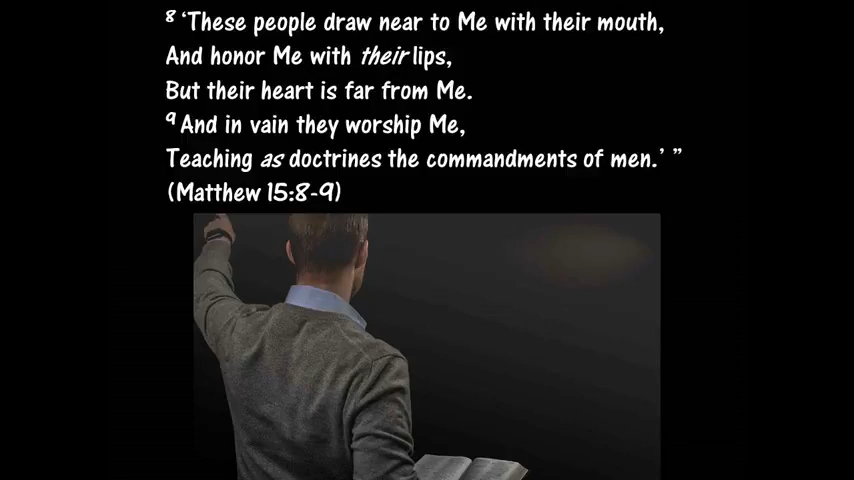 8 ‘These people draw near to Me with their mouth,
And honor Me with their lips,
But their heart is far from Me.
9 And in vain they worship Me,
Teaching as doctrines the commandments of men.’ ”
(Matthew 15:8-9)